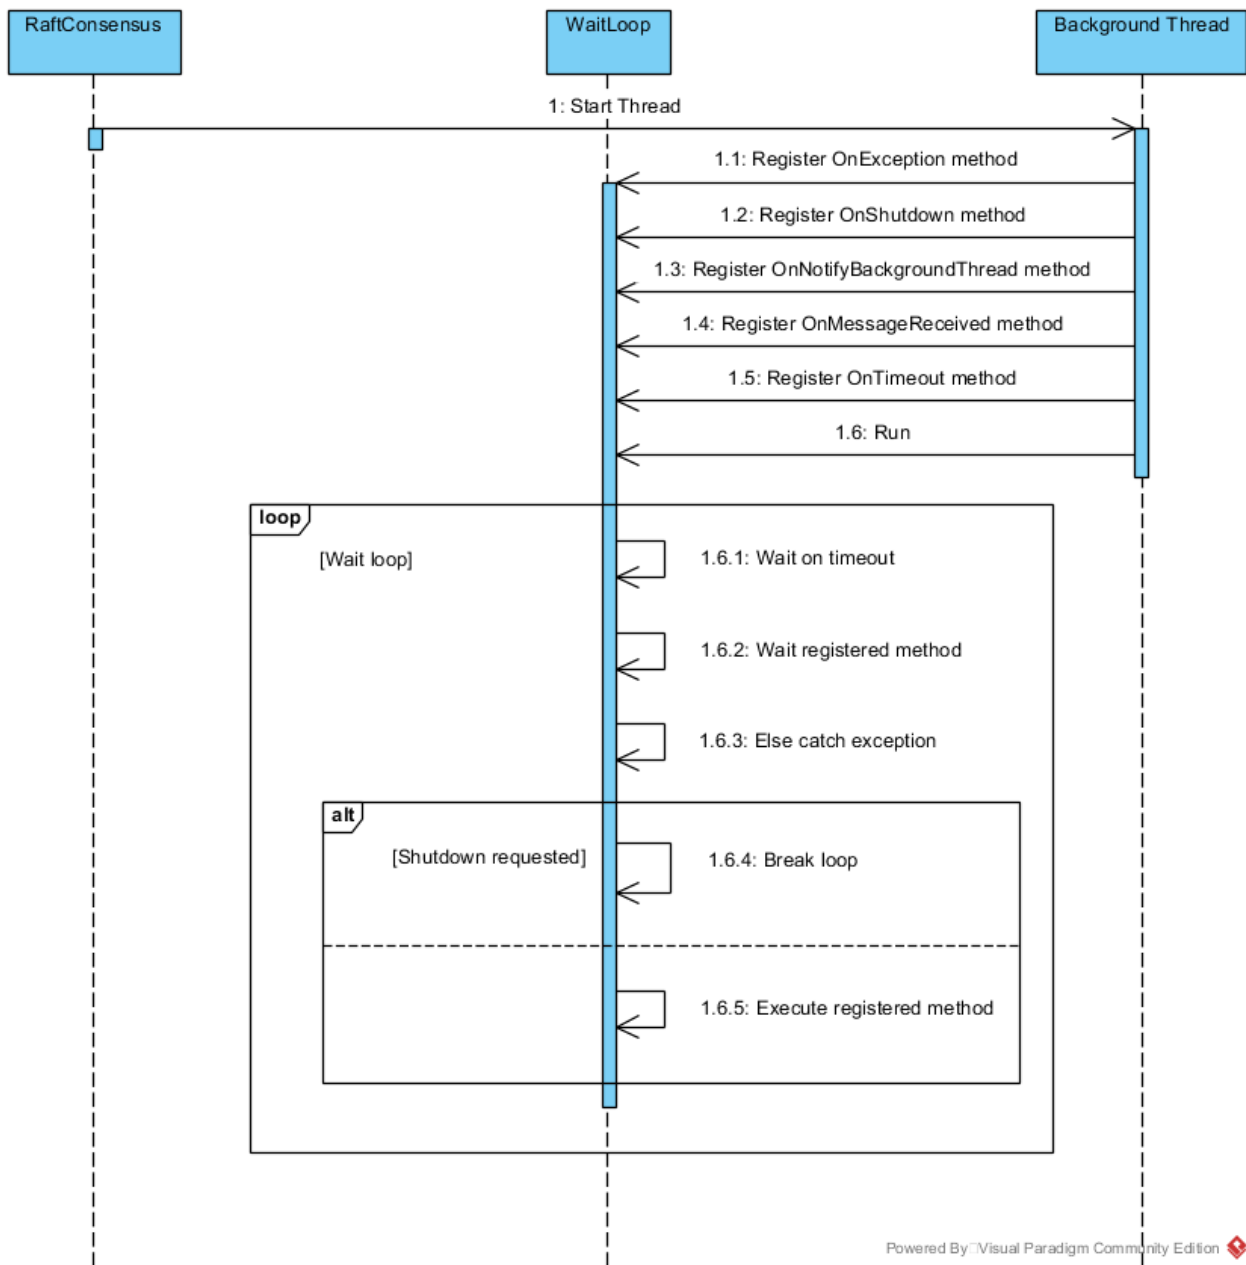 RaftConsensus
WaitLoop
Background Thread
1: Start Thread
1.1: Register OnException method
1.2: Register OnShutdown method
1.3: Register OnNotifyBackgroundThread method
1.4: Register OnMessageReceived method
1.5: Register OnTimeout method
1.6: Run
loop
[Wait loop]
1.6.1: Wait on timeout
1.6.2: Wait registered method
1.6.3: Else catch exception
alt
[Shutdown requested]
1.6.4: Break loop
1.6.5: Execute registered method
Powered By Visual Paradigm Community Edition